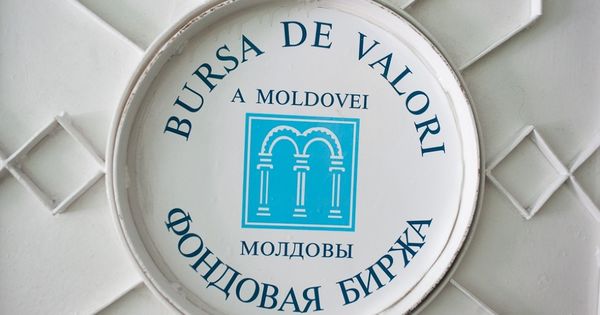 BURSA DE VALORI
A MOLDOVEI
МОЛДОВЫ
ФОНДОВАЯ БИРЖА